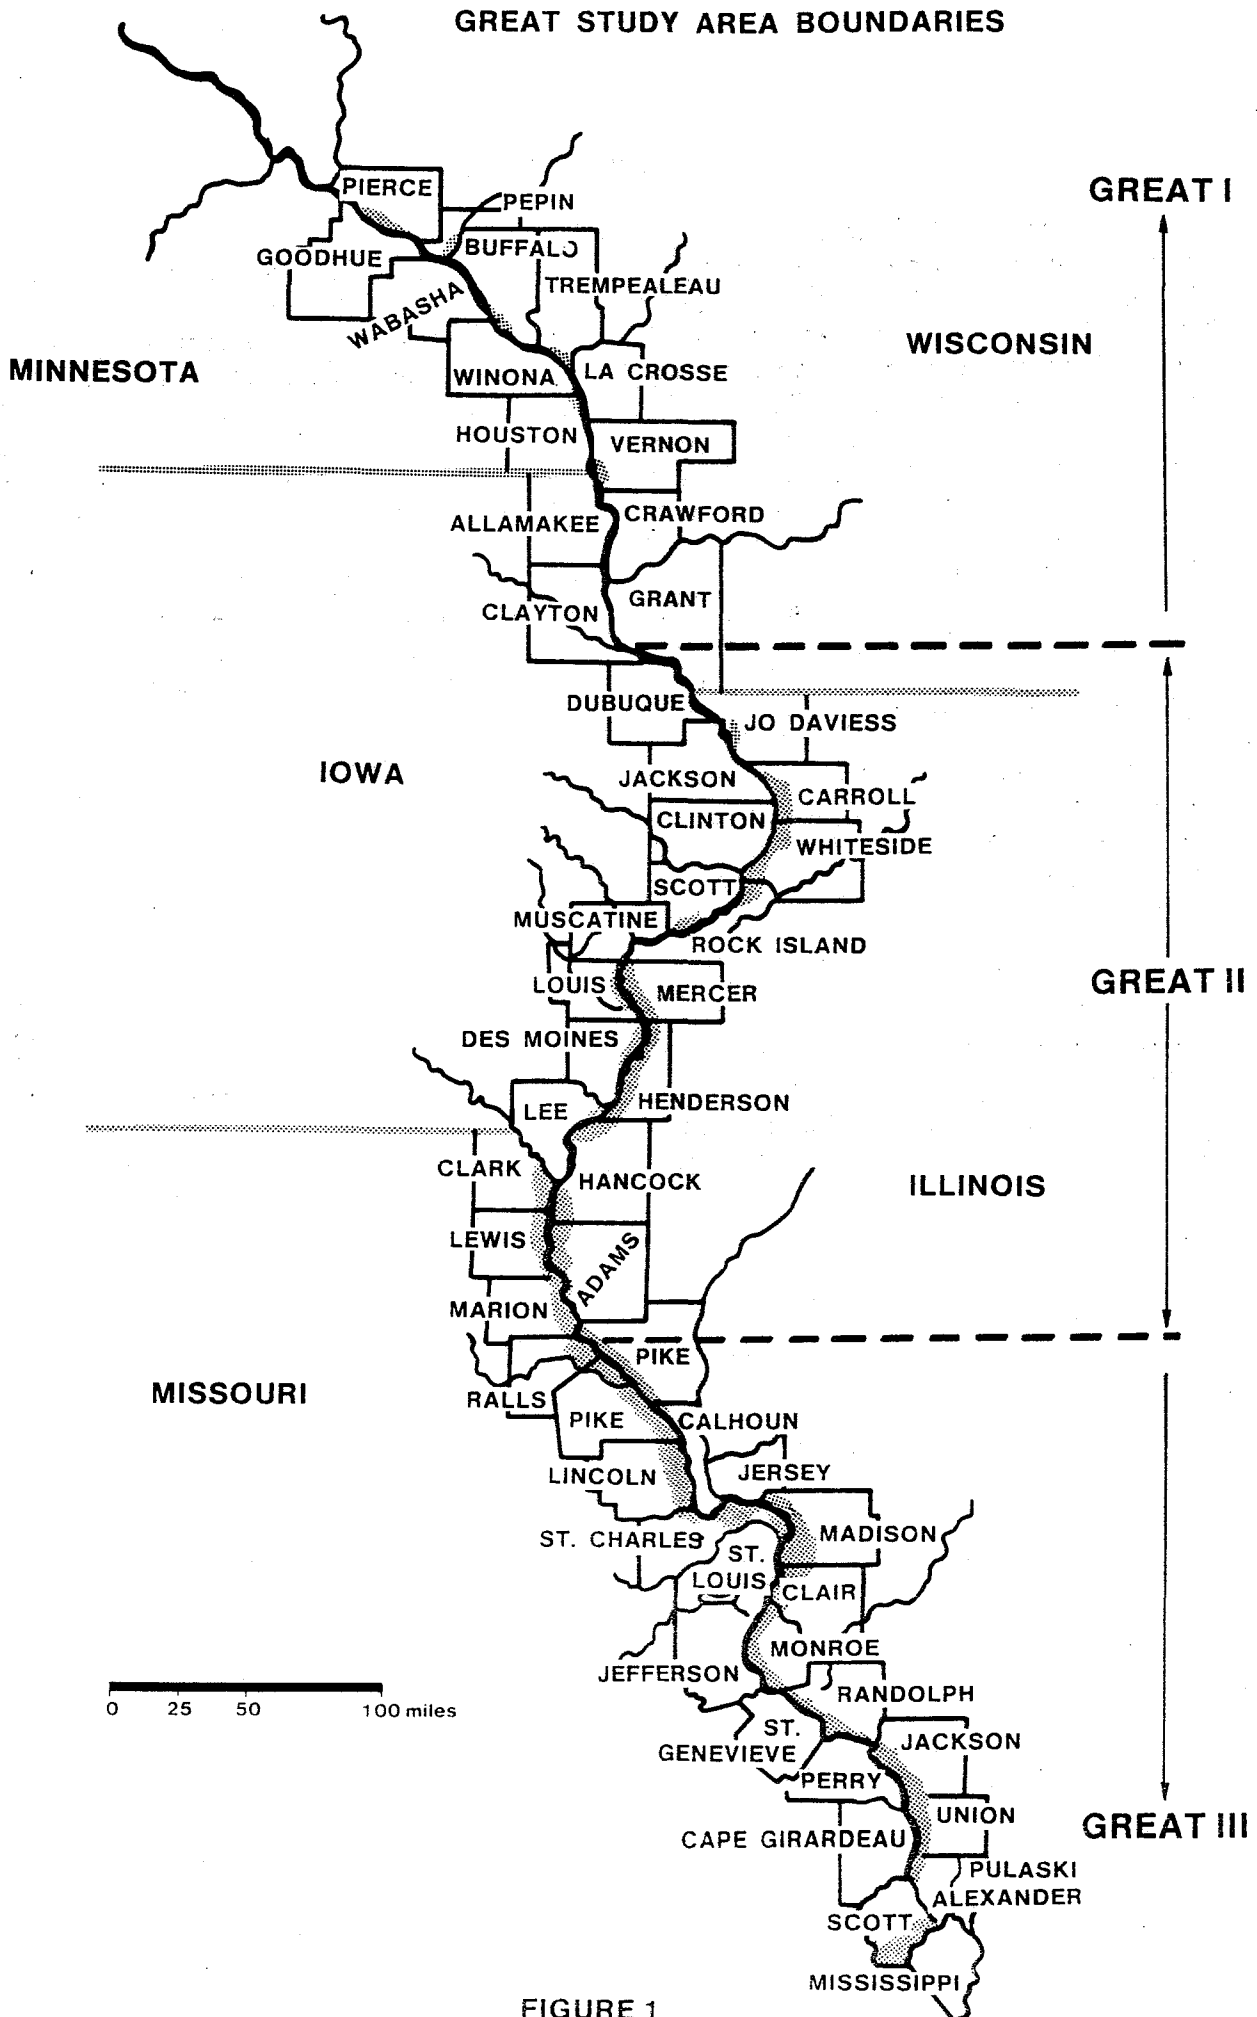 GREAT STUDY AREA BOUNDARIES
PIERCE
GREAT I
PEPIN
BUFFALO
GOODHUE
TREMPEALEAU
WABASHA
WISCONSIN
MINNESOTA
WINONA
LA CROSSE
HOUSTON
VERNON
CRAWFORD
ALLAMAKEE
GRANT
CLAYTON
DUBUQUE
JO DAVIESS
IOWA
JACKSON
CARROLL
CLINTON
WHITESIDE
SCOTT
MUSCATINE
ROCK ISLAND
GREAT II
LOUIS
MERCER
DES MOINES
HENDERSON
LEE
CLARK
HANCOCK
ILLINOIS
LEWIS
ADAMS
MARION
PIKE
MISSOURI
RALLS
PIKE
CALHOUN
JERSEY
LINCOLN
MADISON
ST. CHARLES
ST.
LOUIS
CLAIR
MONROE
JEFFERSON
RANDOLPH
0 25 50 100 miles
ST.
GENEVIEVE
JACKSON
PERRY
UNION
GREAT III
CAPE GIRARDEAU
PULASKI
ALEXANDER
SCOTT
MISSISSIPPI
FIGURE 1